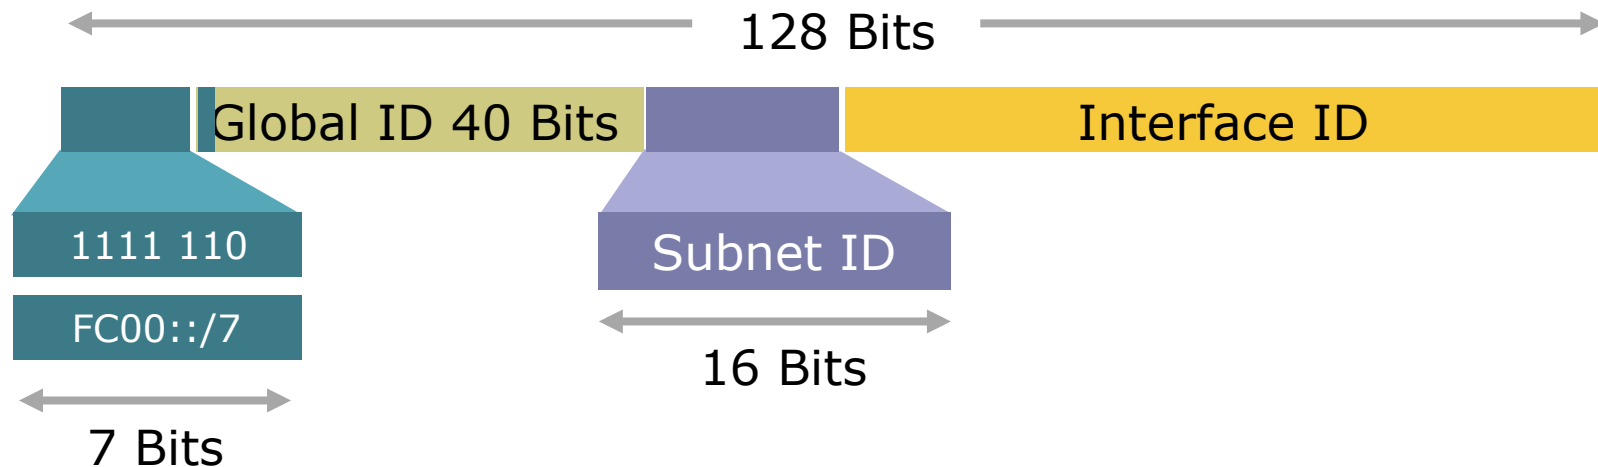 128 Bits
Global ID 40 Bits
Interface ID
1111 110
Subnet ID
FC00::/7
16 Bits
7 Bits